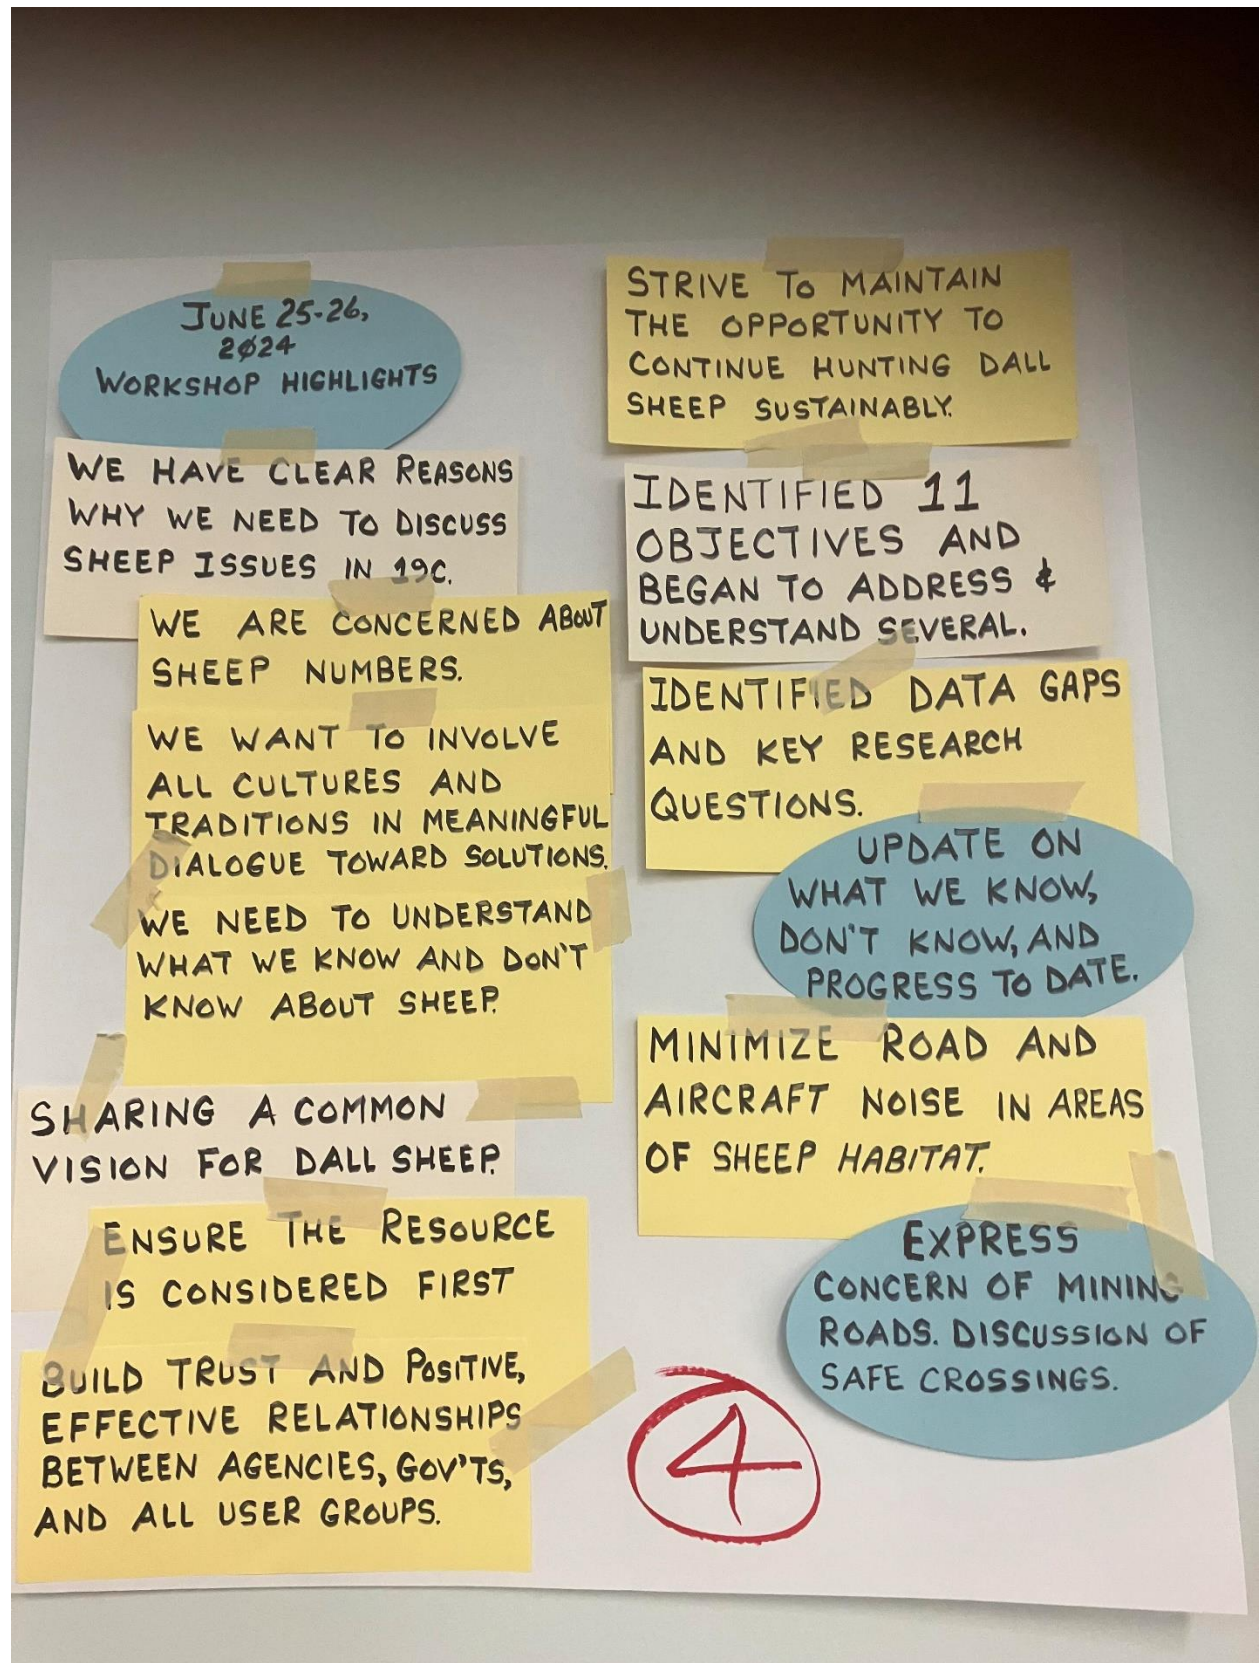 JUNE 25-26,
2024
WORKSHOP HIGHLIGHTS
WE HAVE CLEAR REASONS
WHY WE NEED TO DISCUSS
SHEEP ISSUES IN 19C.
WE ARE CONCERNED ABOUT
SHEEP NUMBERS.
WE WANT TO INVOLVE
ALL CULTURES AND
TRADITIONS IN MEANINGFUL
DIALOGUE TOWARD SOLUTIONS.
WE NEED TO UNDERSTAND
WHAT WE KNOW AND DON'T
KNOW ABOUT SHEEP.
SHARING A COMMON
VISION FOR DALL SHEEP.
ENSURE THE RESOURCE
IS CONSIDERED FIRST
BUILD TRUST AND POSITIVE,
EFFECTIVE RELATIONSHIPS
BETWEEN AGENCIES, GOV'TS,
AND ALL USER GROUPS.
STRIVE TO MAINTAIN
THE OPPORTUNITY TO
CONTINUE HUNTING DALL
SHEEP SUSTAINABLY.
IDENTIFIED 11
OBJECTIVES AND
BEGAN TO ADDRESS &
UNDERSTAND SEVERAL.
IDENTIFIED DATA GAPS
AND KEY RESEARCH
QUESTIONS.
UPDATE ON
WHAT WE KNOW,
DON'T KNOW, AND
PROGRESS TO DATE.
MINIMIZE ROAD AND
AIRCRAFT NOISE IN AREAS
OF SHEEP HABITAT.
EXPRESS
CONCERN OF MINING
ROADS. DISCUSSION OF
SAFE CROSSINGS.
4